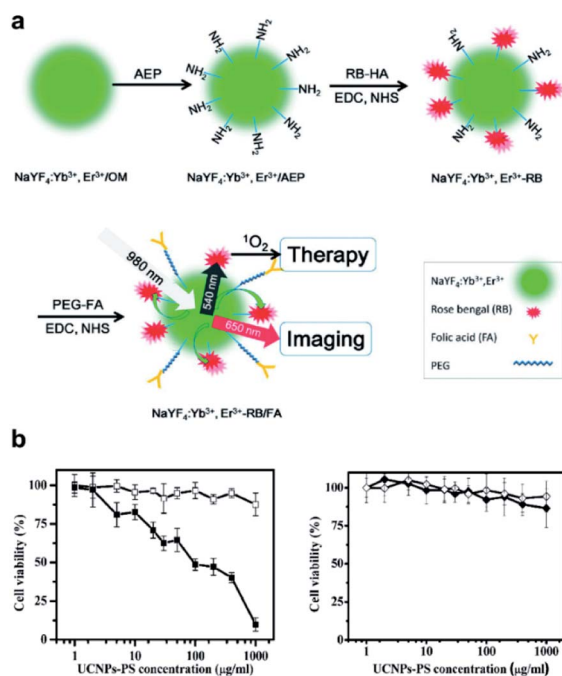 a
AEP
RB-HA
EDC, NHS
NH₂
NH₂
NH₂
NH₂
NH₂
NH₂
NH₂
NH₂
NH₂
NH₂
NH₂
NH₂
NH₂
NaYF₄:Yb³⁺, Er³⁺/OM
NaYF₄:Yb³⁺, Er³⁺/AEP
NaYF₄:Yb³⁺, Er³⁺-RB
PEG-FA
EDC, NHS
980 nm
540 nm
650 nm
¹O₂
Therapy
Imaging
NaYF₄:Yb³⁺,Er³⁺
Rose bengal (RB)
Folic acid (FA)
PEG
NaYF₄:Yb³⁺, Er³⁺-RB/FA
b
Cell viability (%)
100
75
50
25
0
1
10
100
1000
UCNPs-PS concentration (μg/ml)
Cell viability (%)
100
75
50
25
0
1
10
100
1000
UCNPs-PS concentration (μg/ml)